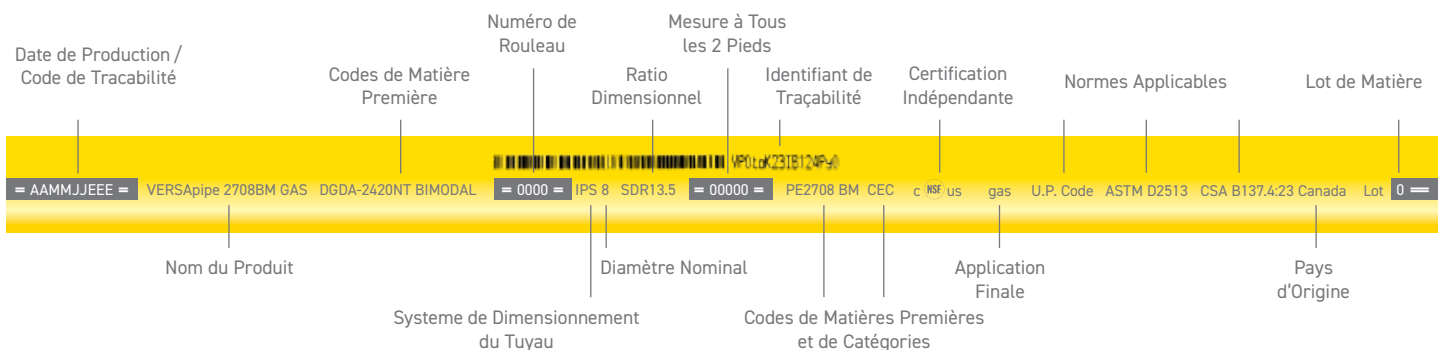 Numéro de
Rouleau
Mesure à Tous
les 2 Pieds
Date de Production /
Code de Tracabilité
Codes de Matière
Première
Ratio
Dimensionnel
Identifiant de
Traçabilité
Certification
Indépendante
Normes Applicables
Lot de Matière
= AAMMJJEEE = VERSApipe 2708BM GAS DGDA-2420NT BIMODAL = 0000 = IPS 8 SDR13.5 = 00000 = PE2708 BM CEC c NSF us gas U.P. Code ASTM D2513 CSA B137.4:23 Canada Lot 0 ==
Nom du Produit
Diamètre Nominal
Application
Finale
Pays
d'Origine
Systeme de Dimensionnement
du Tuyau
Codes de Matières Premières
et de Catégories